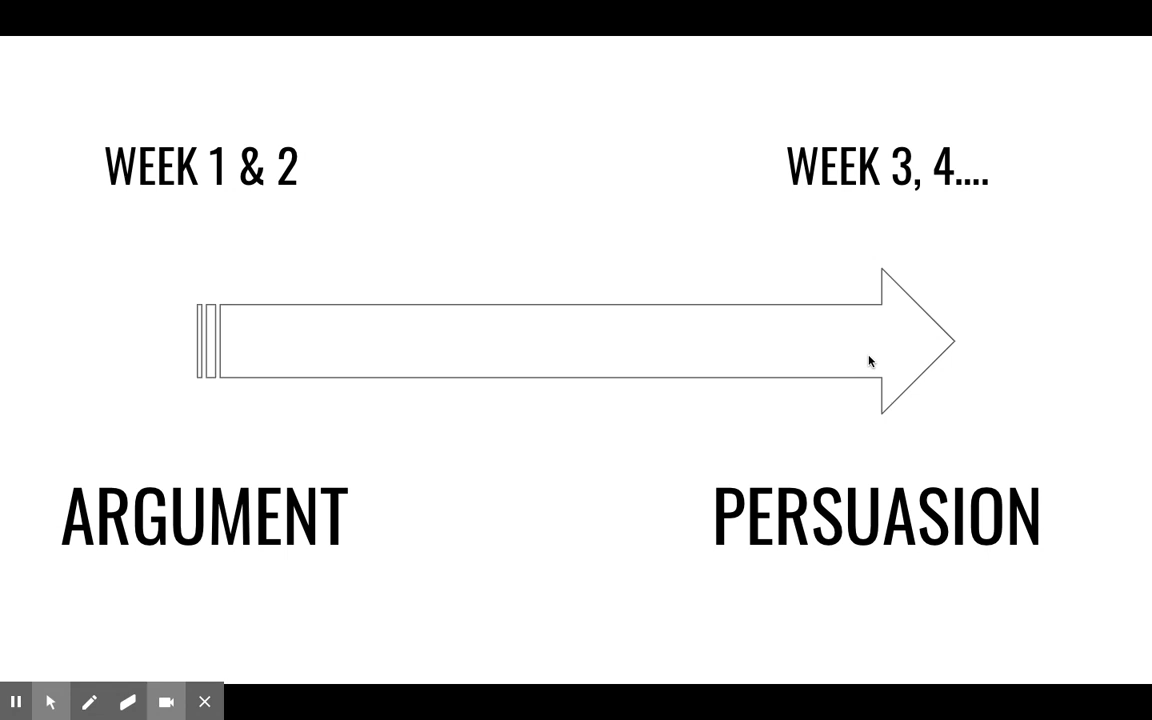 WEEK 1 & 2
WEEK 3, 4....
ARGUMENT
PERSUASION